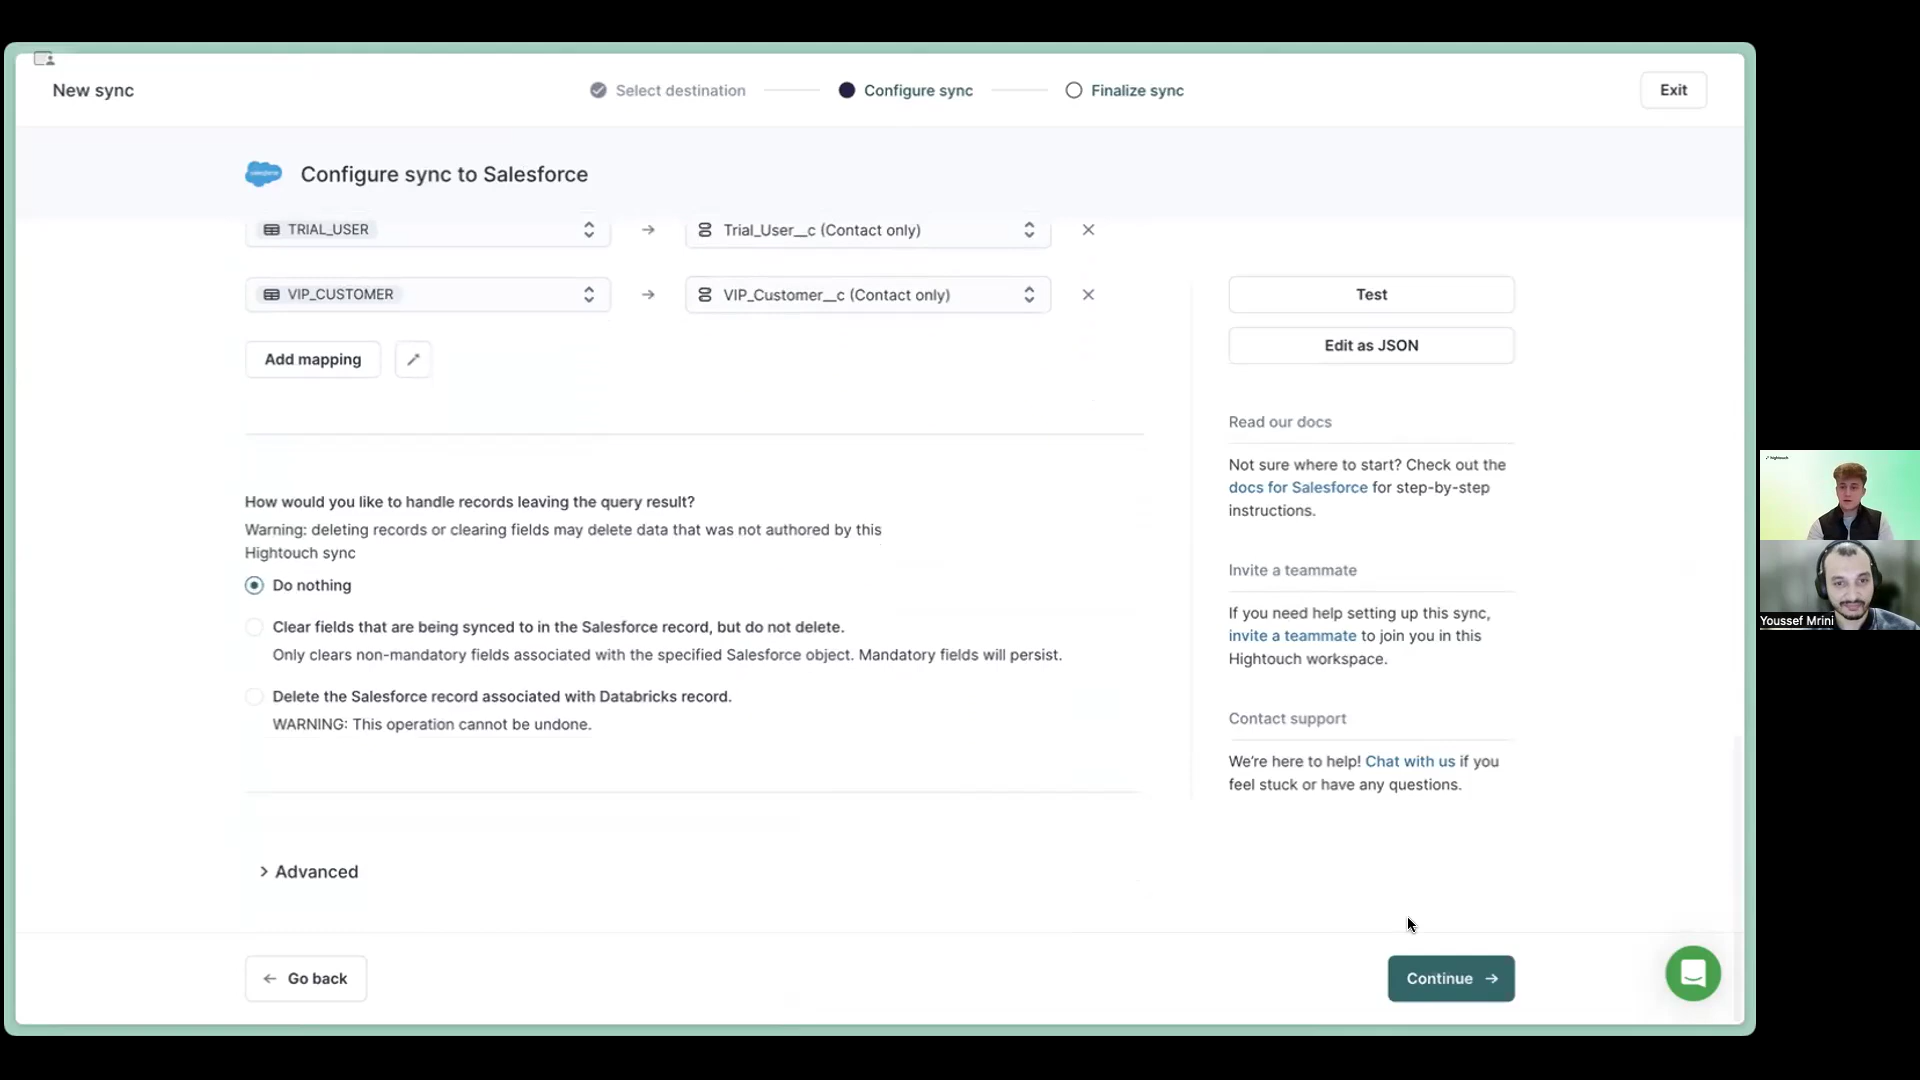 New sync
Select destination
Configure sync
Finalize sync
Exit
Configure sync to Salesforce
TRIAL_USER
Trial_User__c (Contact only)
VIP_CUSTOMER
VIP_Customer__c (Contact only)
Add mapping
How would you like to handle records leaving the query result?
Warning: deleting records or clearing fields may delete data that was not authored by this
Hightouch sync
Do nothing
Clear fields that are being synced to in the Salesforce record, but do not delete.
Only clears non-mandatory fields associated with the specified Salesforce object. Mandatory fields will persist.
Delete the Salesforce record associated with Databricks record.
WARNING: This operation cannot be undone.
Advanced
Test
Edit as JSON
Read our docs
Not sure where to start? Check out the
docs for Salesforce for step-by-step
instructions.
Invite a teammate
If you need help setting up this sync,
invite a teammate to join you in this
Hightouch workspace.
Contact support
We're here to help! Chat with us if you
feel stuck or have any questions.
Go back
Continue
Youssef Mrini